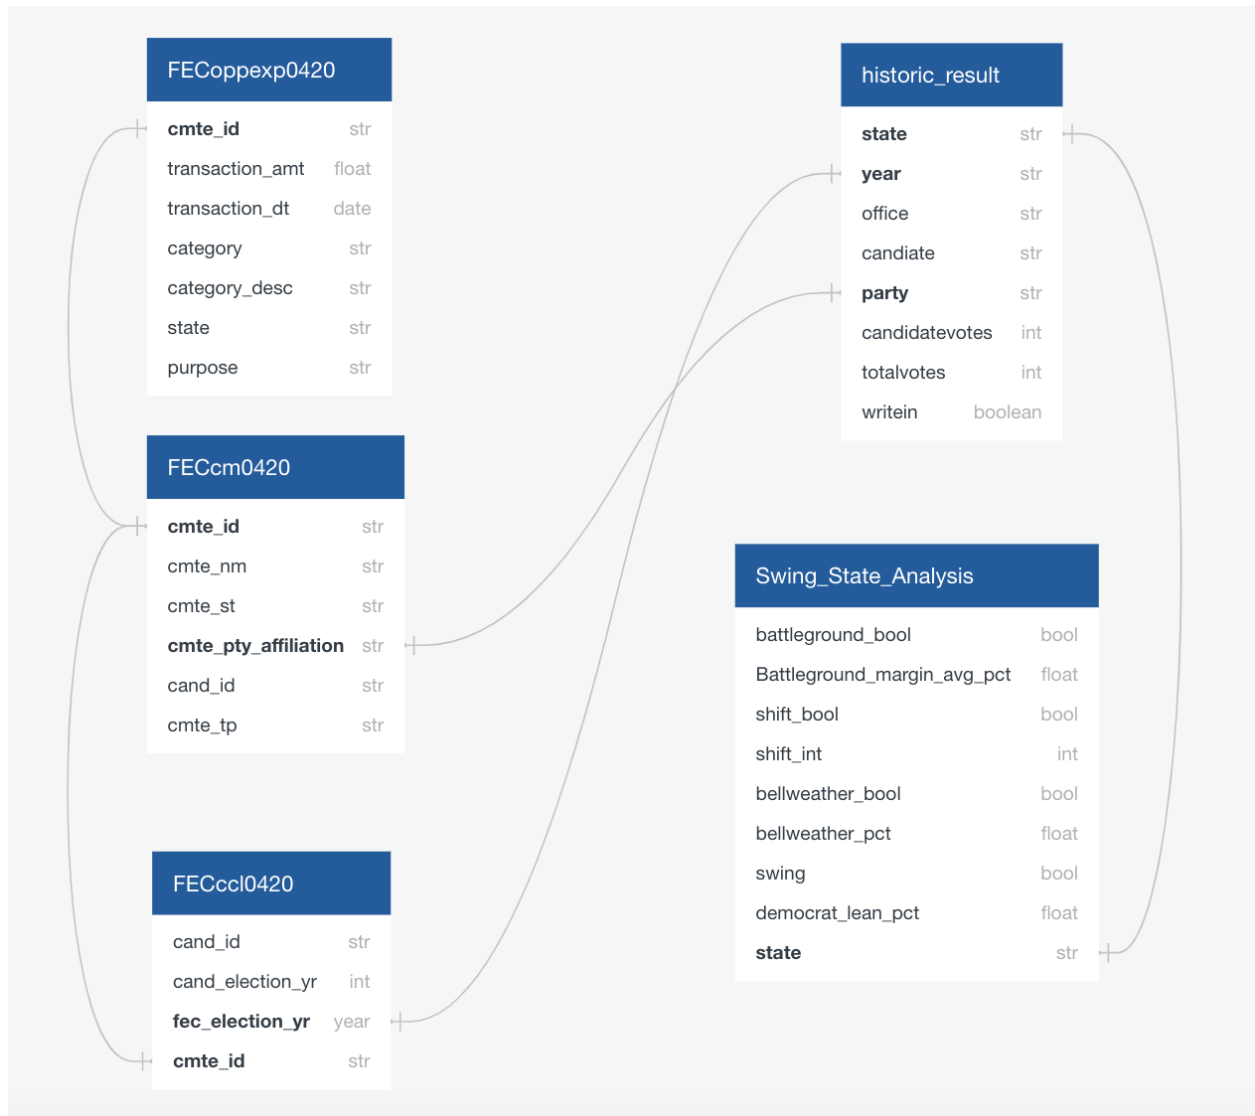 FECoppexp0420
cmte_id str
transaction_amt float
transaction_dt date
category str
category_desc str
state str
purpose str
FECcm0420
cmte_id str
cmte_nm str
cmte_st str
cmte_pty_affiliation str
cand_id str
cmte_tp str
FECccl0420
cand_id str
cand_election_yr int
fec_election_yr year
cmte_id str
historic_result
state str
year str
office str
candiate str
party str
candidatevotes int
totalvotes int
writein boolean
Swing_State_Analysis
battleground_bool bool
Battleground_margin_avg_pct float
shift_bool bool
shift_int int
bellweather_bool bool
bellweather_pct float
swing bool
democrat_lean_pct float
state str